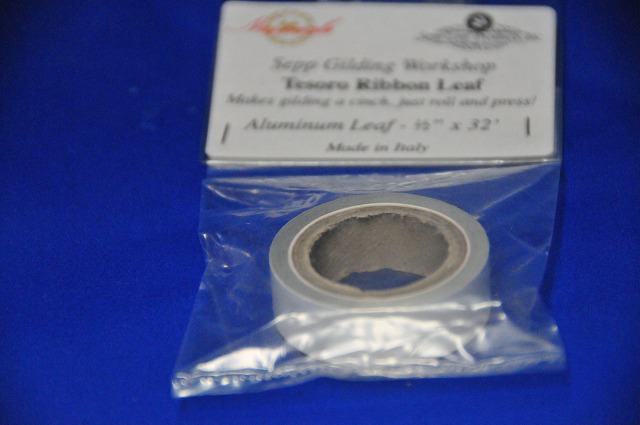 Sepp Gilding Workshop
Tesoro Ribbon Leaf
Makes gilding a cinch, just roll and press!
Aluminum Leaf - ½" x 32'
Made in Italy